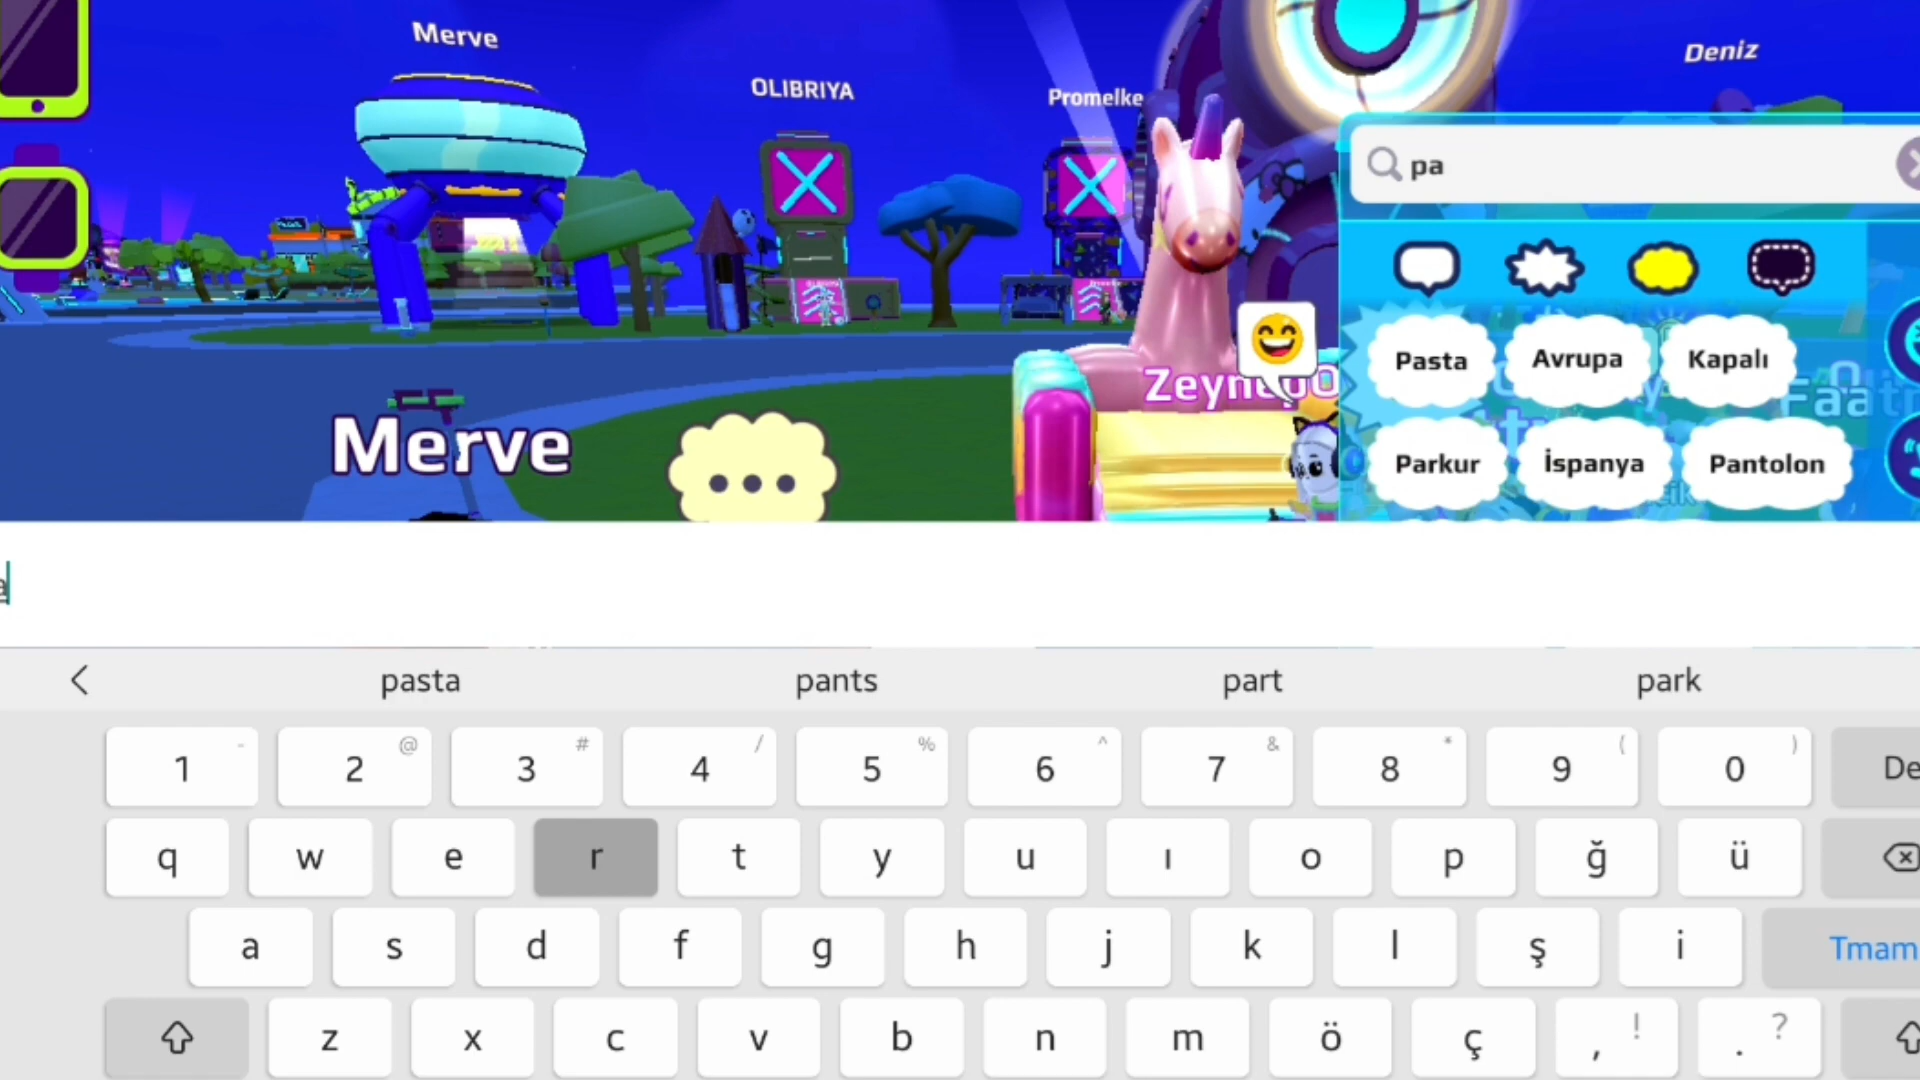 Merve
OLIBRIYA
Promelke
Deniz
pa
Pasta
Avrupa
Kapalı
Parkur
İspanya
Pantolon
Merve
a
pasta
pants
part
park
1 - 2 @ 3 # 4 / 5 % 6 ^ 7 & 8 * 9 ( 0 )
q w e r t y u ı o p ğ ü
a s d f g h j k l ş i Tmam
z x c v b n m ö ç , ! . ?